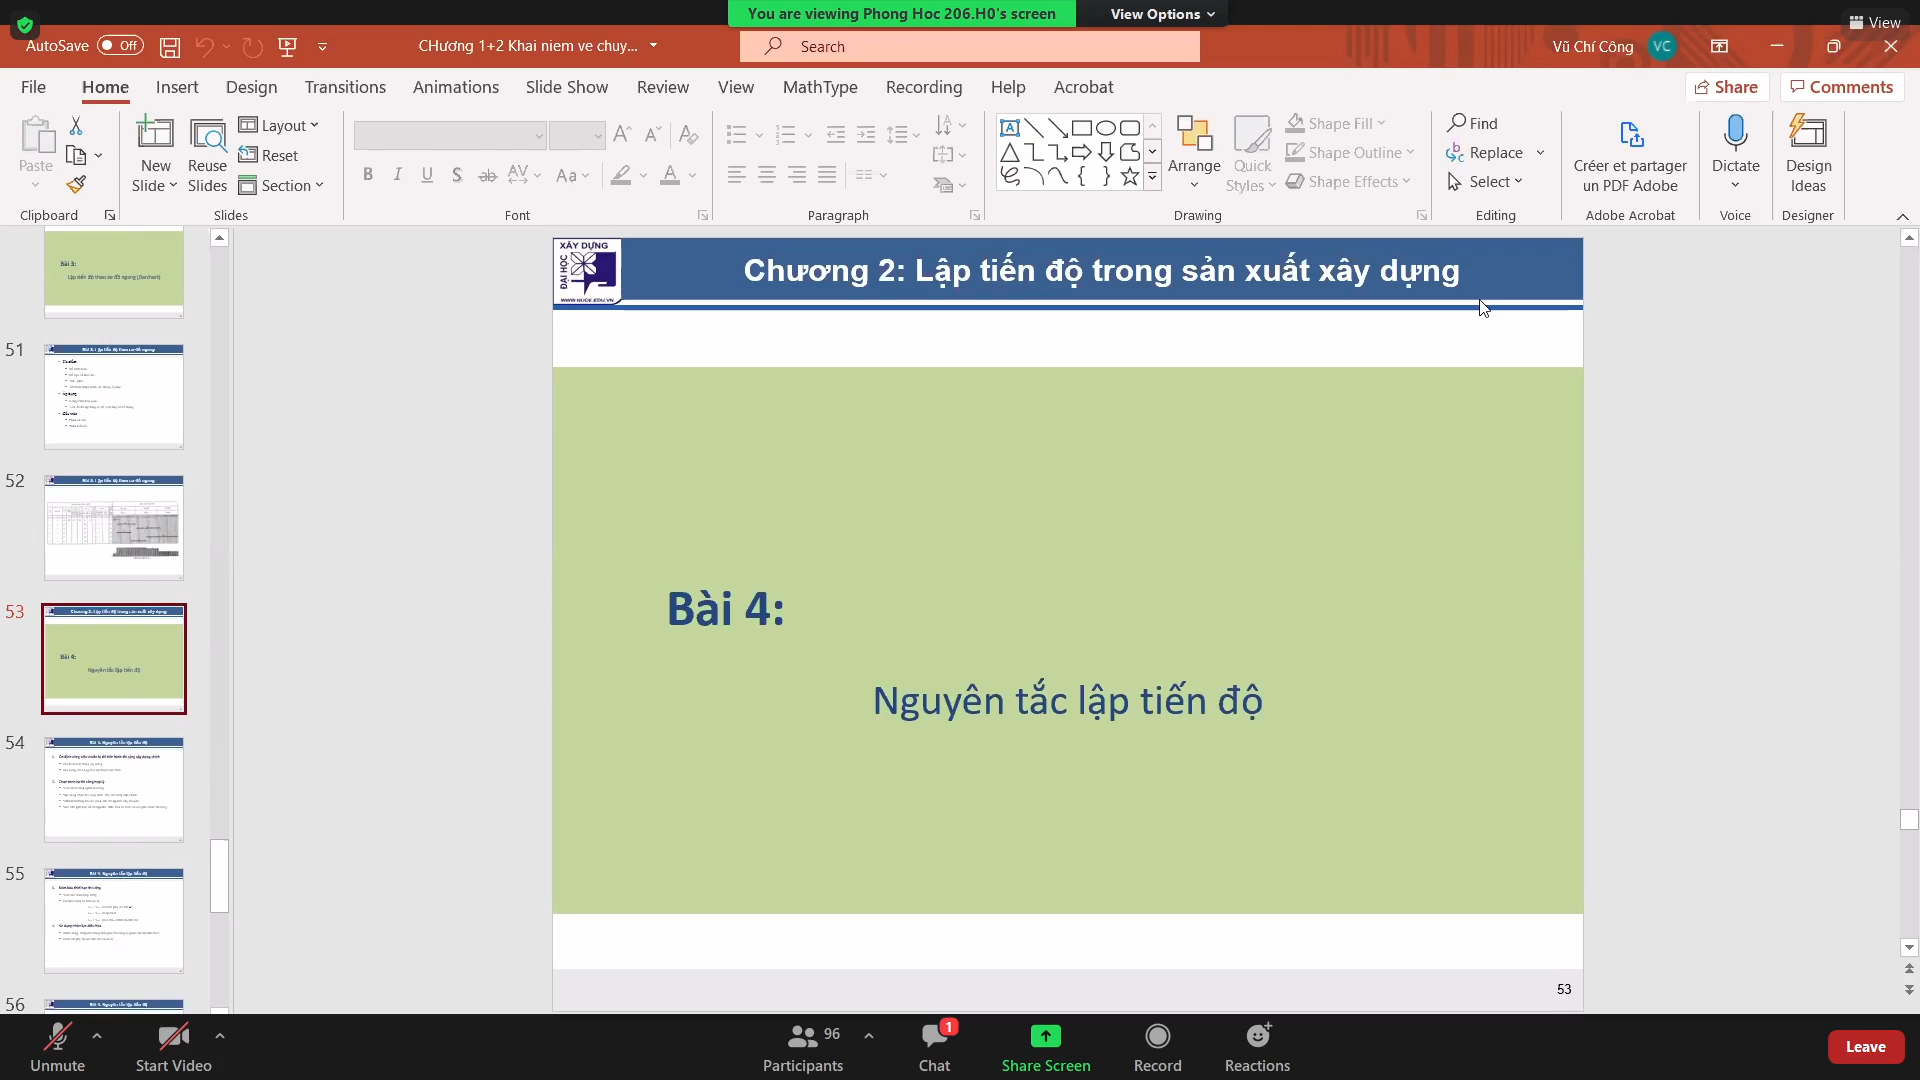 You are viewing Phong Hoc 206.H0's screen
View Options
View
AutoSave Off
CHương 1+2 Khai niem ve chuy...
Search
Vũ Chí Công VC
File Home Insert Design Transitions Animations Slide Show Review View MathType Recording Help Acrobat
Share Comments
Paste
New Slide
Reuse Slides
Layout
Reset
Section
Arrange
Quick Styles
Shape Fill
Shape Outline
Shape Effects
Find
Replace
Select
Créer et partager un PDF Adobe
Dictate
Design Ideas
Clipboard Slides Font Paragraph Drawing Editing Adobe Acrobat Voice Designer
Bài 3:
51
52
53
Bài 4:
Nguyên tắc lập tiến độ
54
55
56
XÂY DỰNG
ĐẠI HỌC
WWW.NUCE.EDU.VN
Chương 2: Lập tiến độ trong sản xuất xây dựng
Bài 4:
Nguyên tắc lập tiến độ
53
Unmute
Start Video
96
Participants
1
Chat
Share Screen
Record
Reactions
Leave